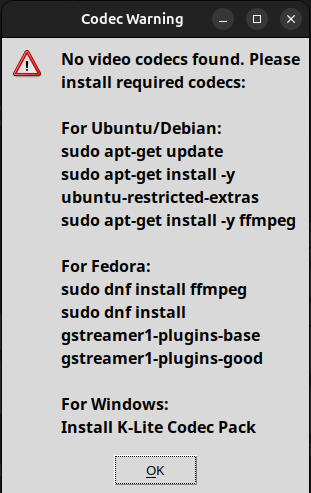 Codec Warning
No video codecs found. Please
install required codecs:
For Ubuntu/Debian:
sudo apt-get update
sudo apt-get install -y
ubuntu-restricted-extras
sudo apt-get install -y ffmpeg
For Fedora:
sudo dnf install ffmpeg
sudo dnf install
gstreamer1-plugins-base
gstreamer1-plugins-good
For Windows:
Install K-Lite Codec Pack
OK